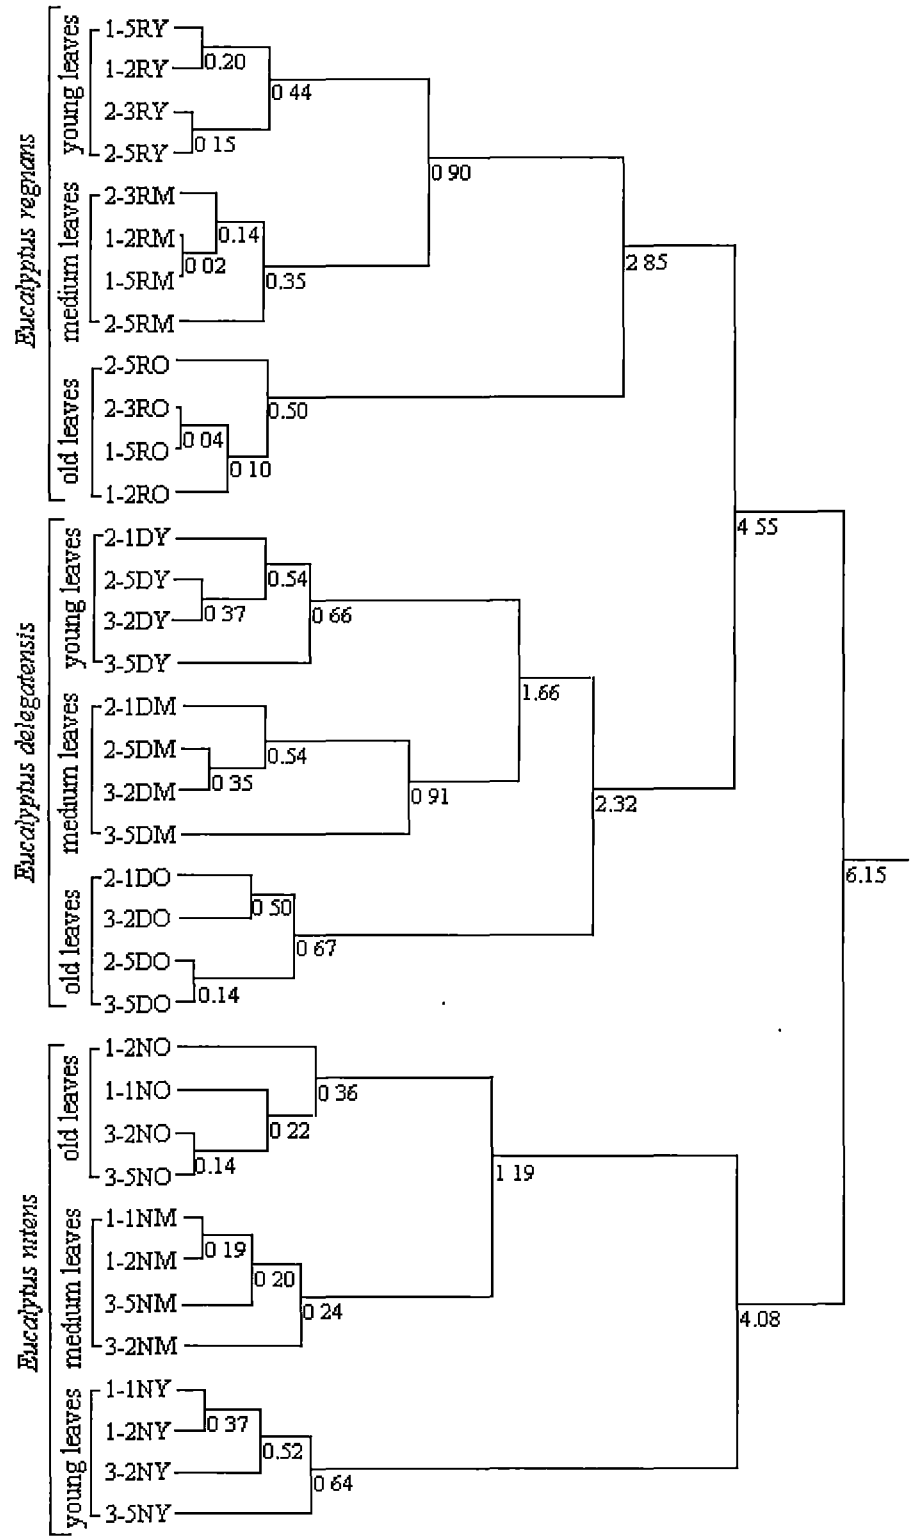 Eucalyptus regnans
young leaves
1-5RY
0.20
1-2RY
0 44
2-3RY
0 15
2-5RY
0 90
medium leaves
2-3RM
0.14
1-2RM
0 02
1-5RM
0.35
2-5RM
2 85
old leaves
2-5RO
0.50
2-3RO
0 04
1-5RO
0 10
1-2RO
4 55
Eucalyptus delegatensis
young leaves
2-1DY
0.54
2-5DY
0 37
3-2DY
0 66
3-5DY
1.66
medium leaves
2-1DM
0.54
2-5DM
0 35
3-2DM
0 91
3-5DM
2.32
old leaves
2-1DO
0 50
3-2DO
0 67
2-5DO
0.14
3-5DO
6.15
Eucalytus nitens
old leaves
1-2NO
0 36
1-1NO
0 22
3-2NO
0.14
3-5NO
1 19
medium leaves
1-1NM
0 19
1-2NM
0 20
3-5NM
0 24
3-2NM
4.08
young leaves
1-1NY
0 37
1-2NY
0.52
3-2NY
0 64
3-5NY